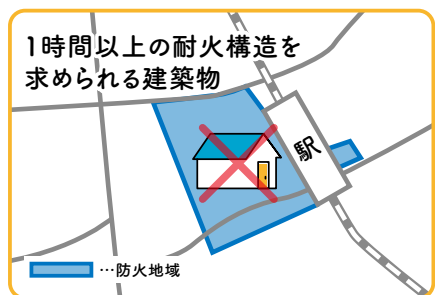 1時間以上の耐火構造を
求められる建築物
駅
…防火地域